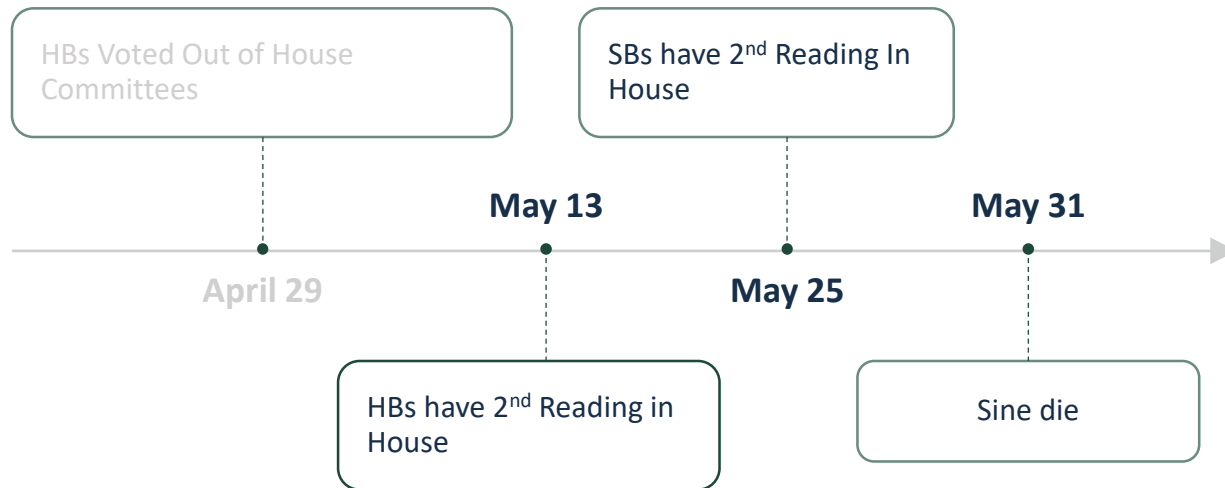 HBs Voted Out of House
Committees
SBs have 2nd Reading In
House
May 13
May 31
April 29
May 25
HBs have 2nd Reading in
House
Sine die